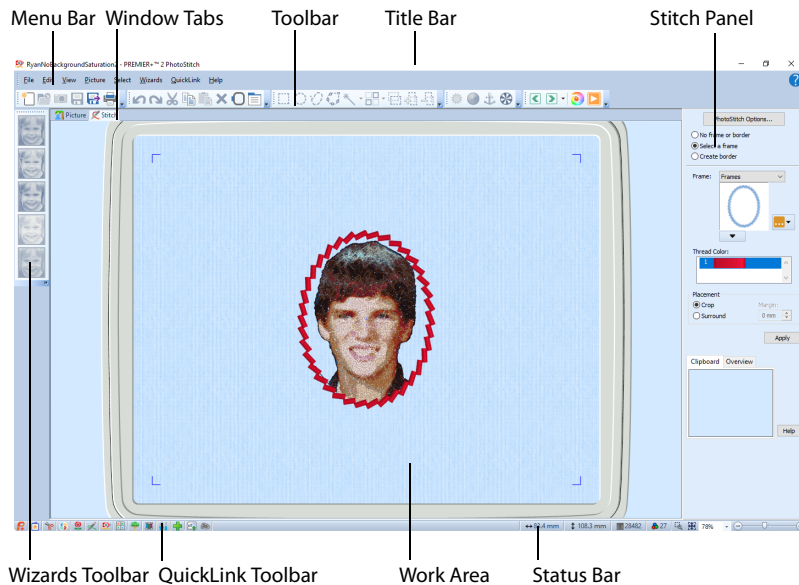 Menu Bar Window Tabs Toolbar Title Bar Stitch Panel
RyanNoBackgroundSaturation2 - PREMIER+™ 2 PhotoStitch
File Edit View Picture Select Wizards QuickLink Help
Picture Stitch
PhotoStitch Options...
No frame or border
Select a frame
Create border
Frame: Frames
Thread Color:
1
Placement
Crop Margin:
Surround 0 mm
Apply
Clipboard Overview
Help
108.3 mm 28482 27 78%
Wizards Toolbar QuickLink Toolbar Work Area Status Bar